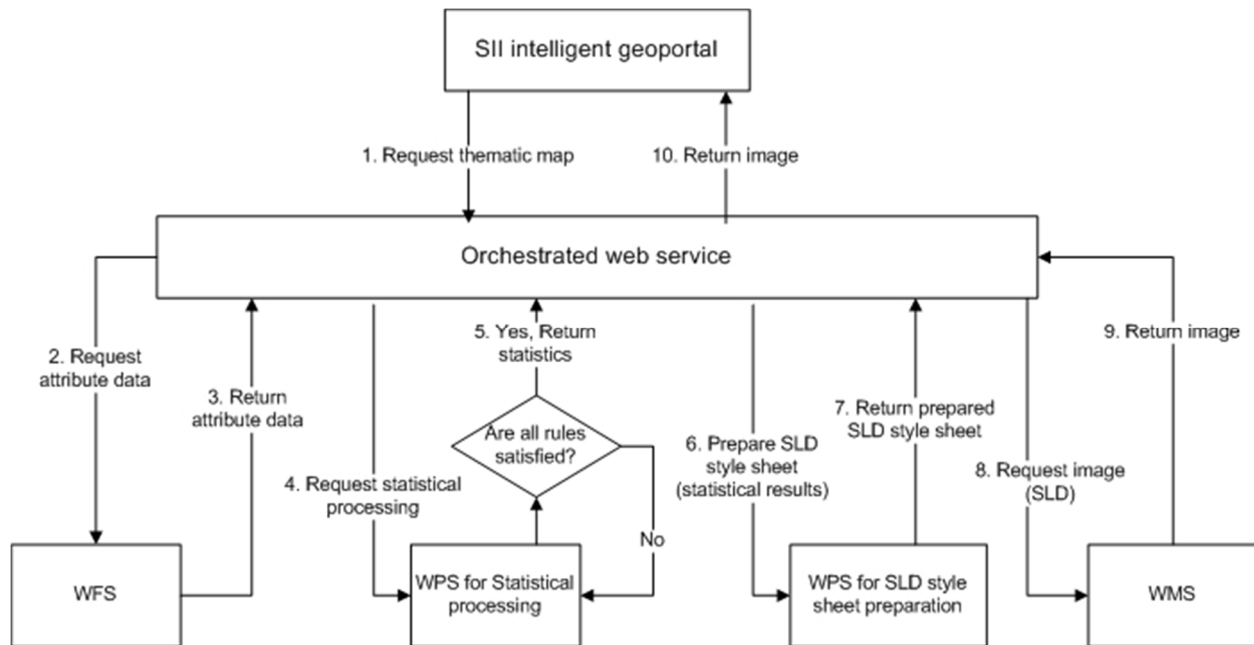 SII intelligent geoportal
1. Request thematic map
10. Return image
Orchestrated web service
2. Request
attribute data
3. Return
attribute data
4. Request statistical
processing
5. Yes, Return
statistics
Are all rules
satisfied?
No
6. Prepare SLD
style sheet
(statistical results)
7. Return prepared
SLD style sheet
8. Request image
(SLD)
9. Return image
WFS
WPS for Statistical
processing
WPS for SLD style
sheet preparation
WMS